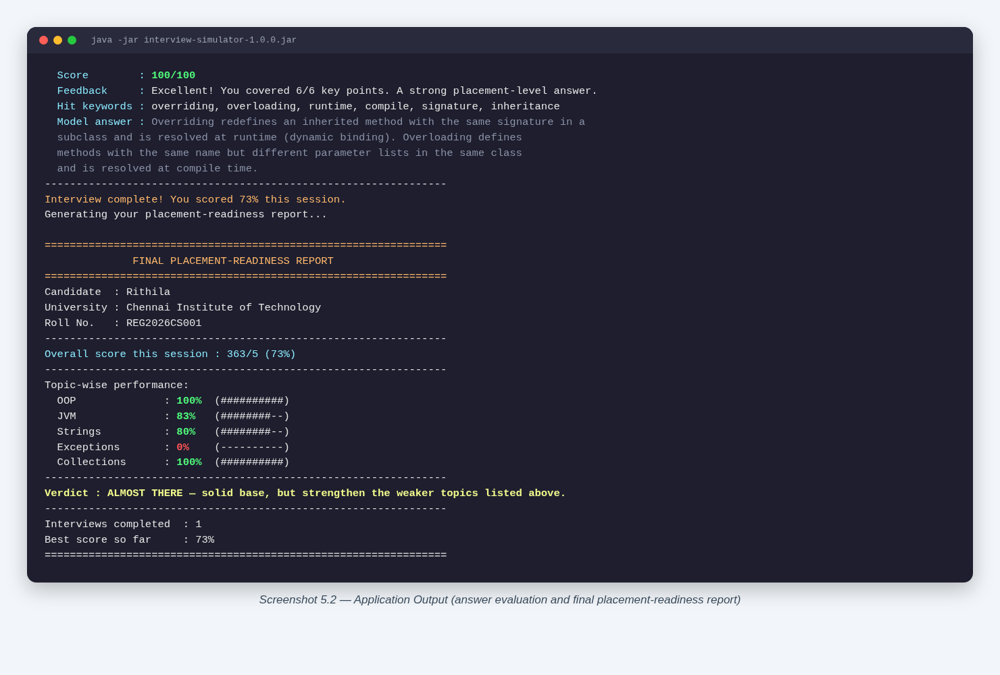 java -jar interview-simulator-1.0.0.jar
Score        : 100/100
Feedback     : Excellent! You covered 6/6 key points. A strong placement-level answer.
Hit keywords : overriding, overloading, runtime, compile, signature, inheritance
Model answer : Overriding redefines an inherited method with the same signature in a
subclass and is resolved at runtime (dynamic binding). Overloading defines
methods with the same name but different parameter lists in the same class
and is resolved at compile time.
----------------------------------------------------------------
Interview complete! You scored 73% this session.
Generating your placement-readiness report...
================================================================
FINAL PLACEMENT-READINESS REPORT
================================================================
Candidate  : Rithila
University : Chennai Institute of Technology
Roll No.   : REG2026CS001
----------------------------------------------------------------
Overall score this session : 363/5 (73%)
----------------------------------------------------------------
Topic-wise performance:
OOP              : 100%  (##########)
JVM              : 83%   (########--)
Strings          : 80%   (########--)
Exceptions       : 0%    (----------)
Collections      : 100%  (##########)
----------------------------------------------------------------
Verdict : ALMOST THERE — solid base, but strengthen the weaker topics listed above.
----------------------------------------------------------------
Interviews completed  : 1
Best score so far     : 73%
================================================================
Screenshot 5.2 — Application Output (answer evaluation and final placement-readiness report)